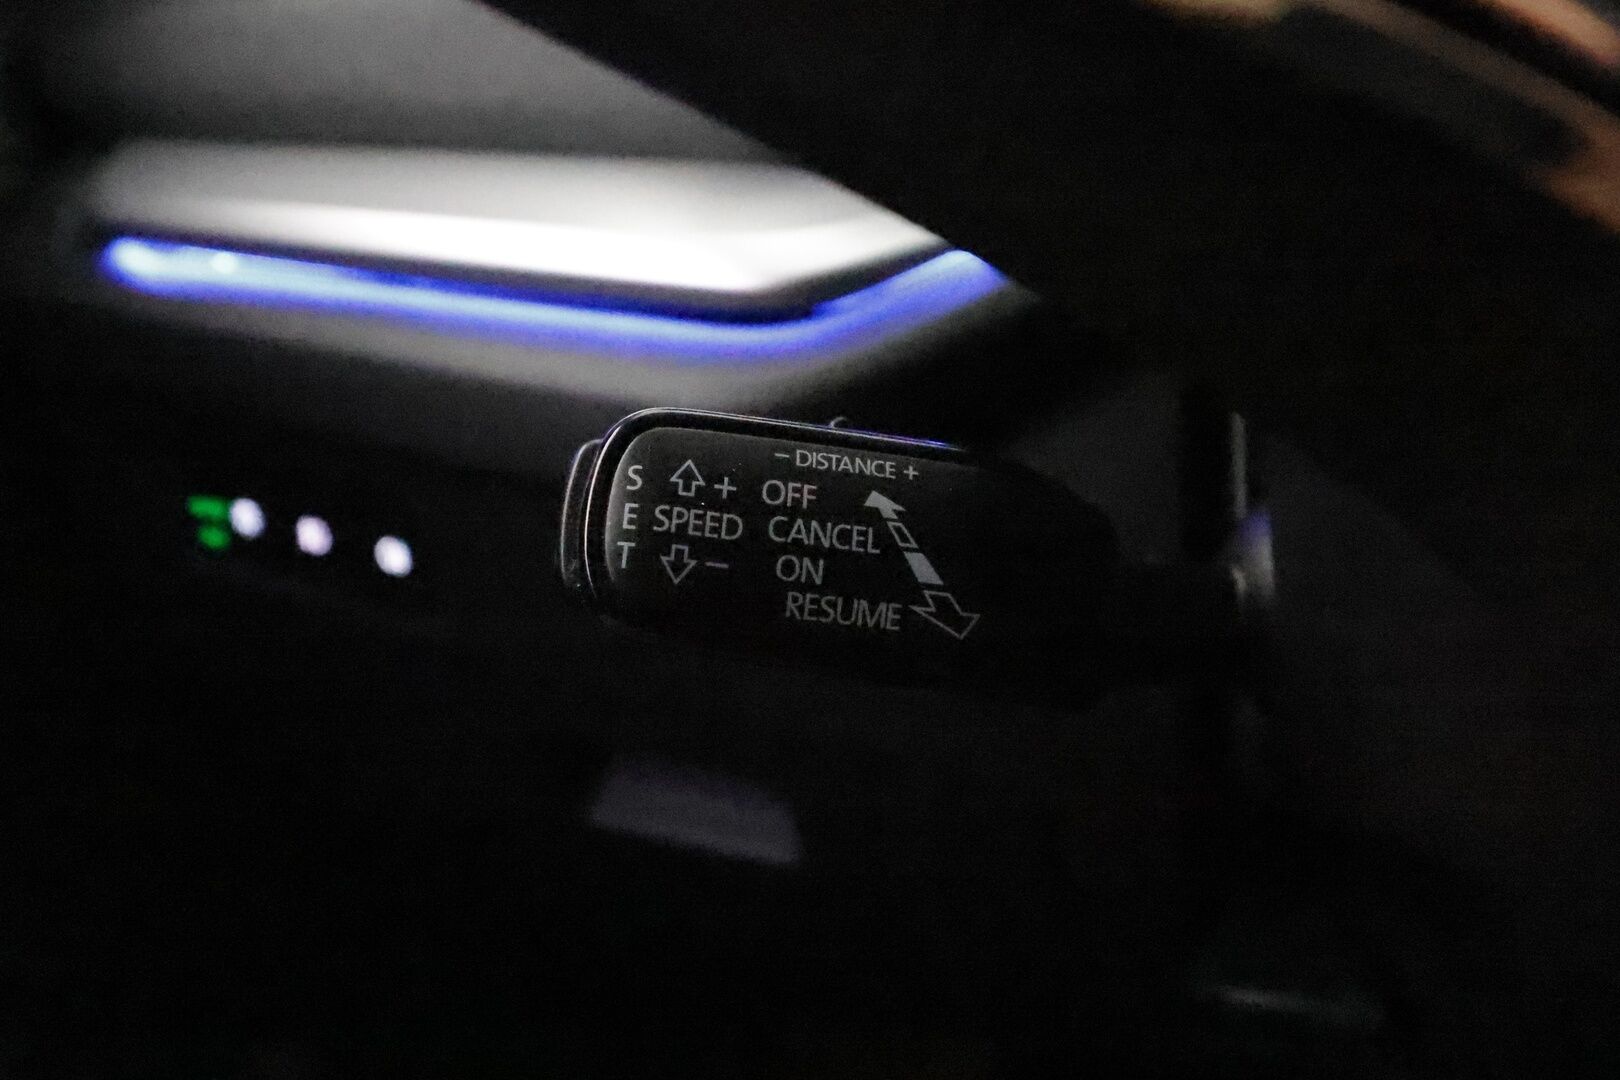 − DISTANCE +
S + OFF
E SPEED CANCEL
T − ON
RESUME